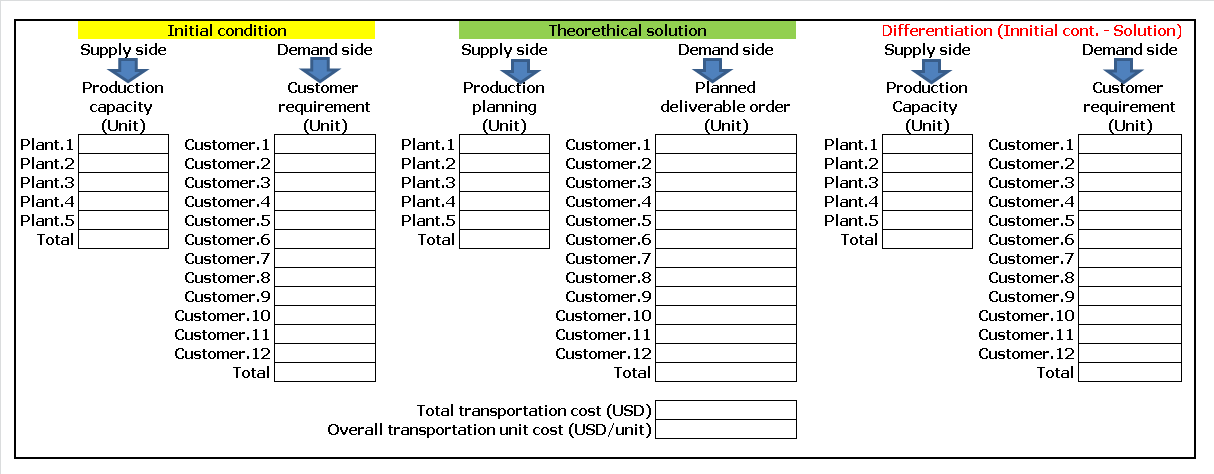 Initial condition Theorethical solution Differentiation (Innitial cont. - Solution)
Supply side Demand side Supply side Demand side Supply side Demand side
Production Customer Production Planned Production Customer
capacity requirement planning deliverable order Capacity requirement
(Unit) (Unit) (Unit) (Unit) (Unit) (Unit)
Plant.1 Customer.1 Plant.1 Customer.1 Plant.1 Customer.1
Plant.2 Customer.2 Plant.2 Customer.2 Plant.2 Customer.2
Plant.3 Customer.3 Plant.3 Customer.3 Plant.3 Customer.3
Plant.4 Customer.4 Plant.4 Customer.4 Plant.4 Customer.4
Plant.5 Customer.5 Plant.5 Customer.5 Plant.5 Customer.5
Total Customer.6 Total Customer.6 Total Customer.6
Customer.7 Customer.7 Customer.7
Customer.8 Customer.8 Customer.8
Customer.9 Customer.9 Customer.9
Customer.10 Customer.10 Customer.10
Customer.11 Customer.11 Customer.11
Customer.12 Customer.12 Customer.12
Total Total Total
Total transportation cost (USD)
Overall transportation unit cost (USD/unit)